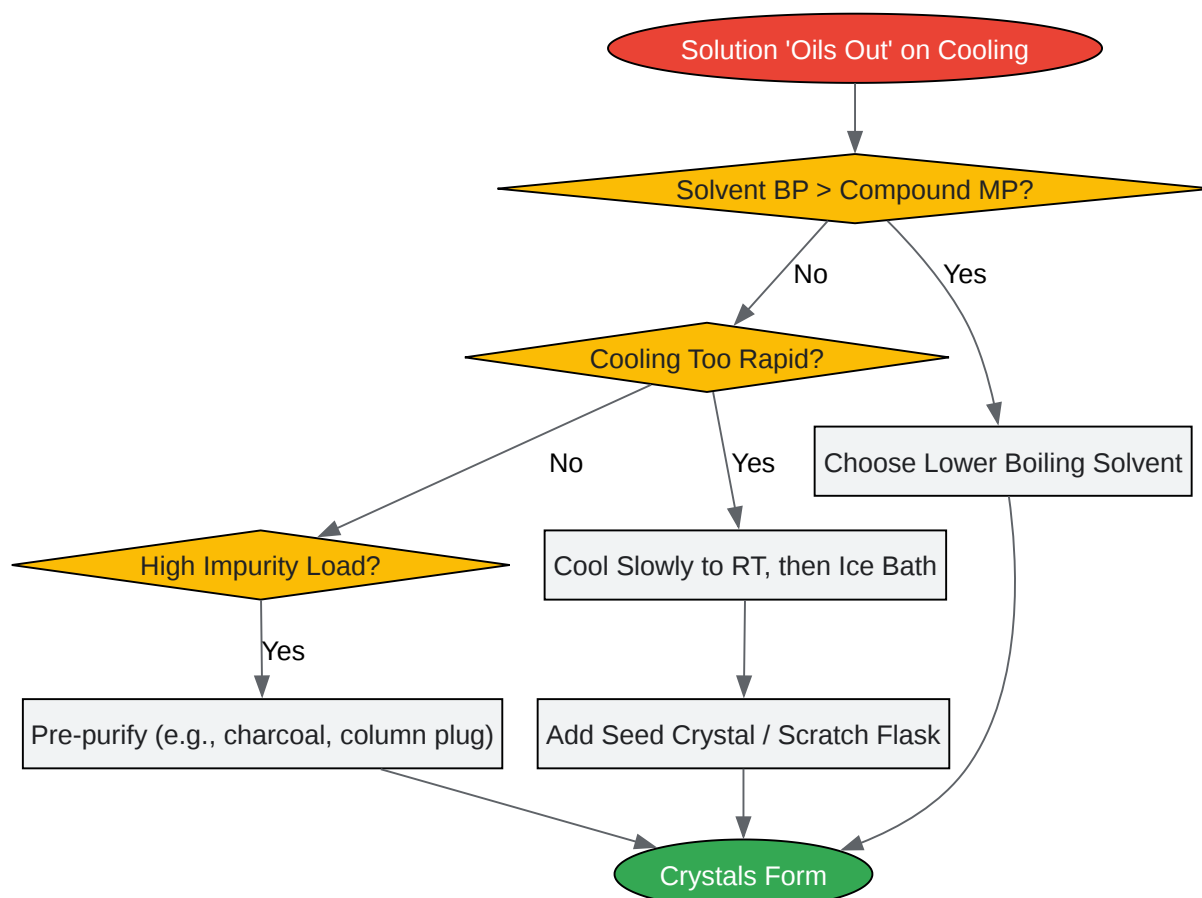 Solution 'Oils Out' on Cooling
Solvent BP > Compound MP?
No
Yes
Cooling Too Rapid?
Choose Lower Boiling Solvent
No
Yes
High Impurity Load?
Cool Slowly to RT, then Ice Bath
Yes
Pre-purify (e.g., charcoal, column plug)
Add Seed Crystal / Scratch Flask
Crystals Form